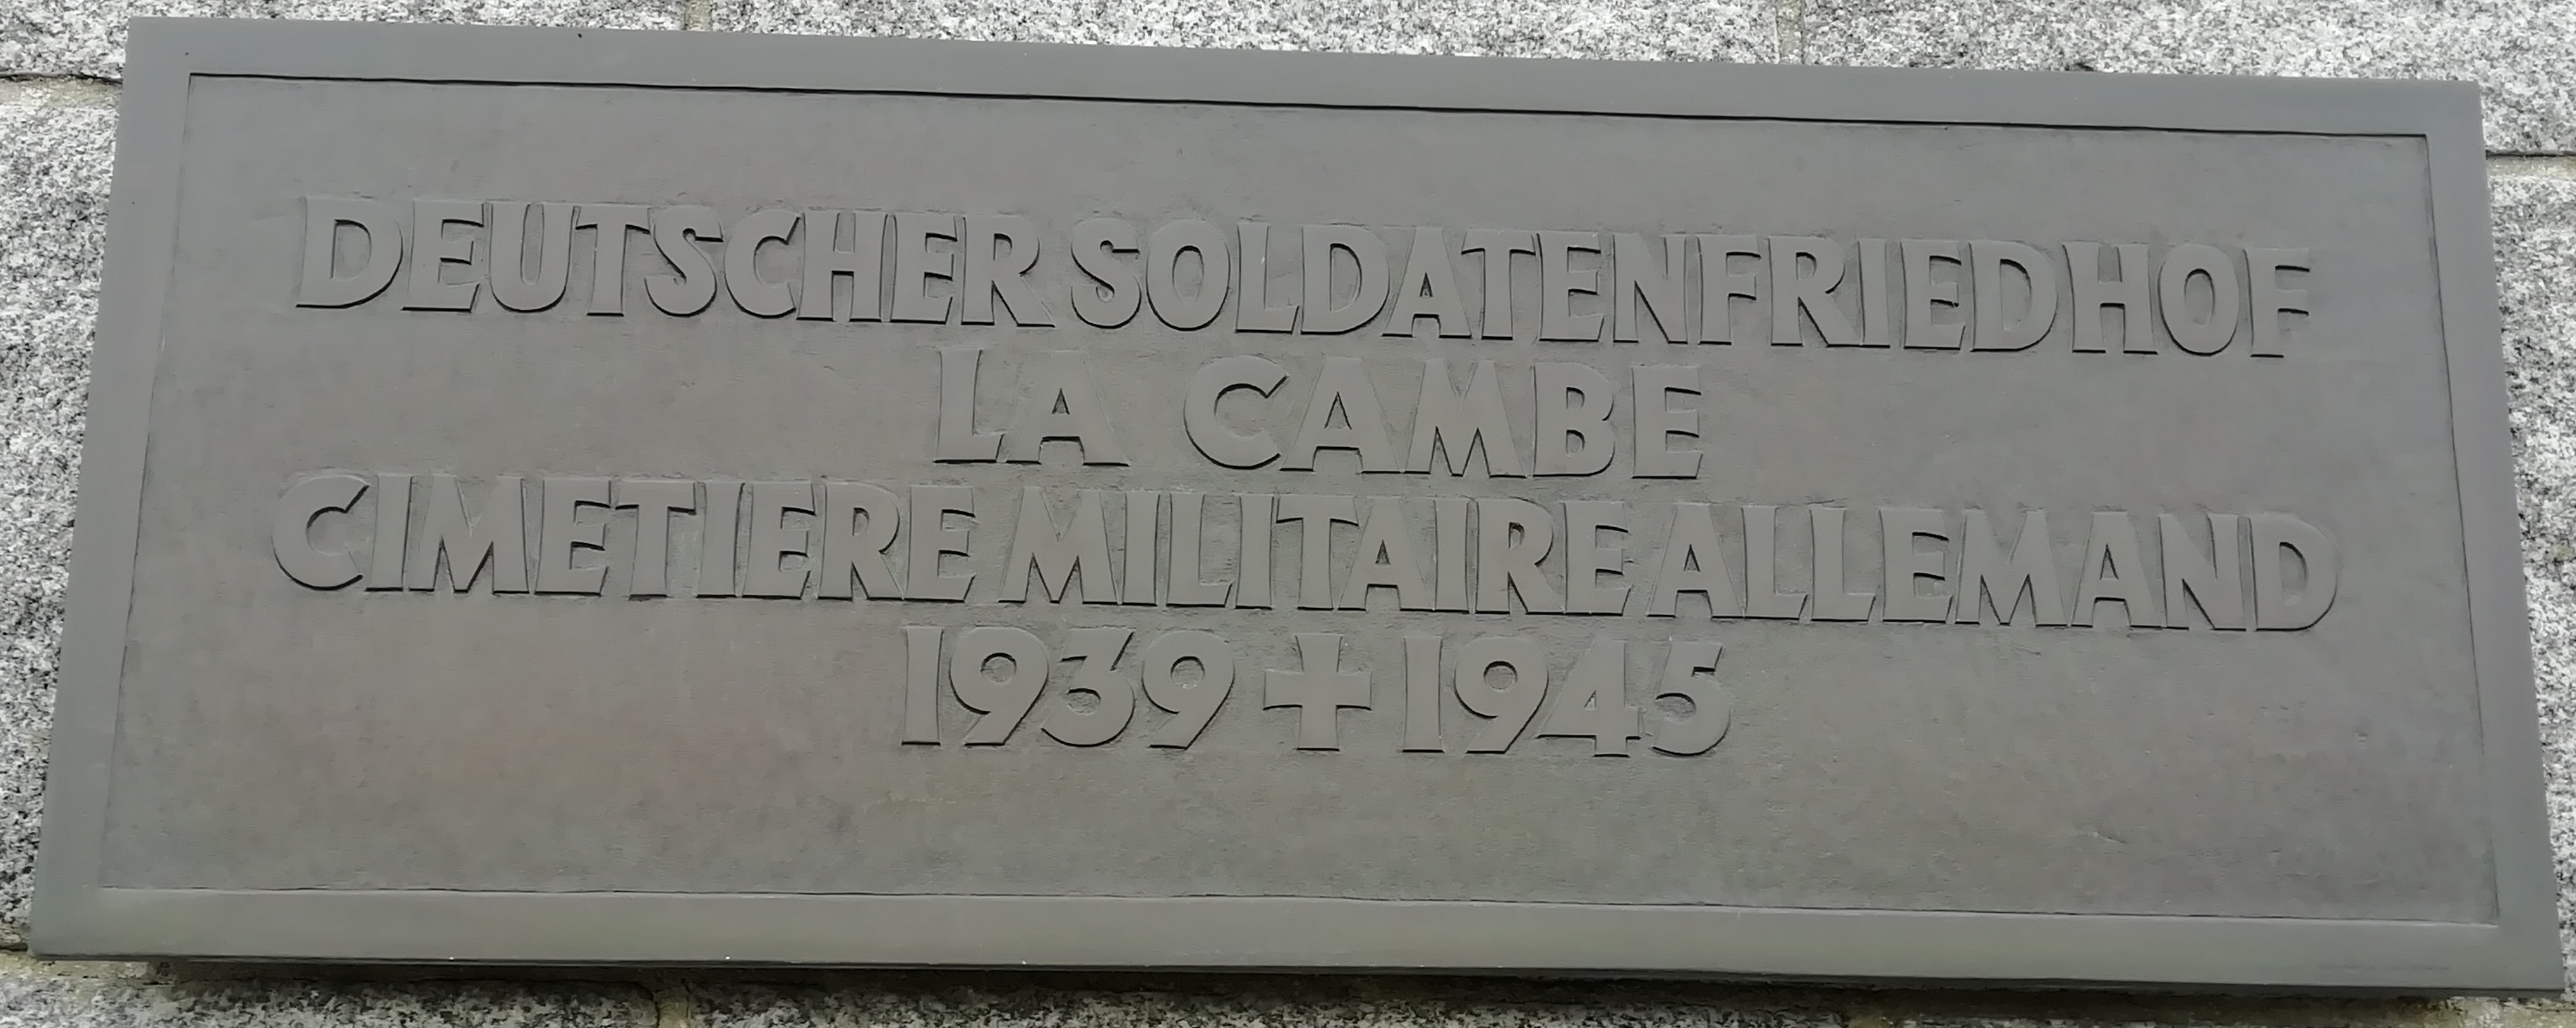 DEUTSCHER SOLDATENFRIEDHOF
LA CAMBE
CIMETIERE MILITAIRE ALLEMAND
1939 + 1945